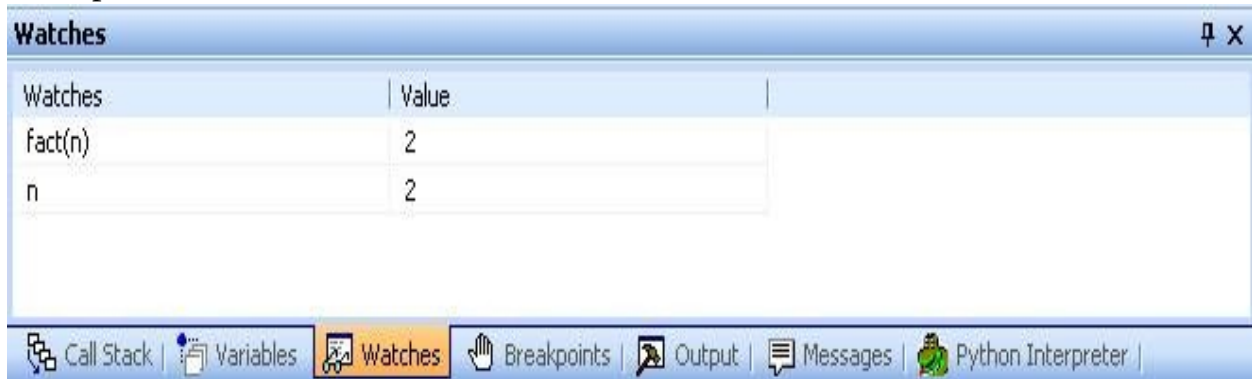 Watches
Watches Value
fact(n) 2
n 2
Call Stack Variables Watches Breakpoints Output Messages Python Interpreter